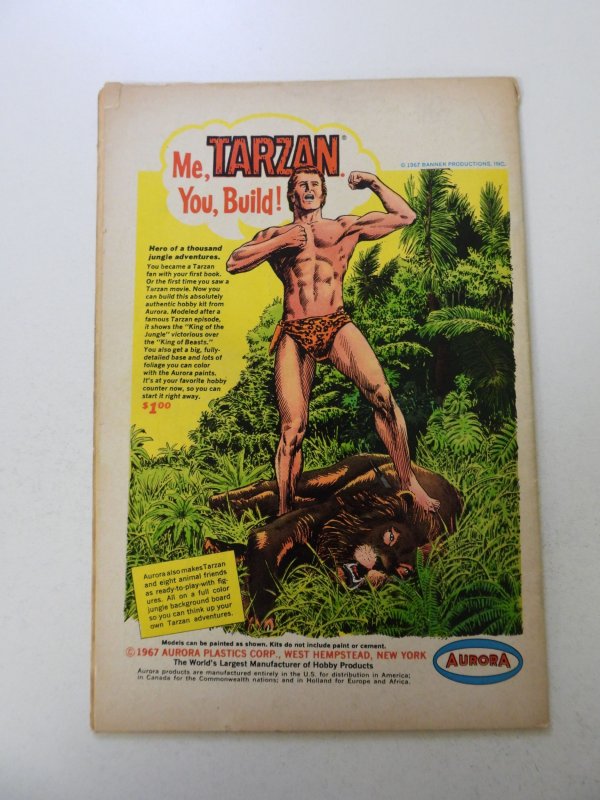 Me, TARZAN®.
You, Build!
© 1967 BANNER PRODUCTIONS, INC.
Hero of a thousand
jungle adventures.
You became a Tarzan
fan with your first book.
Or the first time you saw a
Tarzan movie. Now you
can build this absolutely
authentic hobby kit from
Aurora. Modeled after a
famous Tarzan episode,
it shows the "King of the
Jungle" victorious over
the "King of Beasts."
You also get a big, fully-
detailed base and lots of
foliage you can color
with the Aurora paints.
It's at your favorite hobby
counter now, so you can
start it right away.
$1.00
Aurora also makes Tarzan
and eight animal friends
as ready-to-play-with fig-
ures. All on a full color
jungle background board
so you can think up your
own Tarzan adventures.
Models can be painted as shown. Kits do not include paint or cement.
© 1967 AURORA PLASTICS CORP., WEST HEMPSTEAD, NEW YORK
The World's Largest Manufacturer of Hobby Products
Aurora products are manufactured entirely in the U.S. for distribution in America;
in Canada for the Commonwealth nations; and in Holland for Europe and Africa.
AURORA